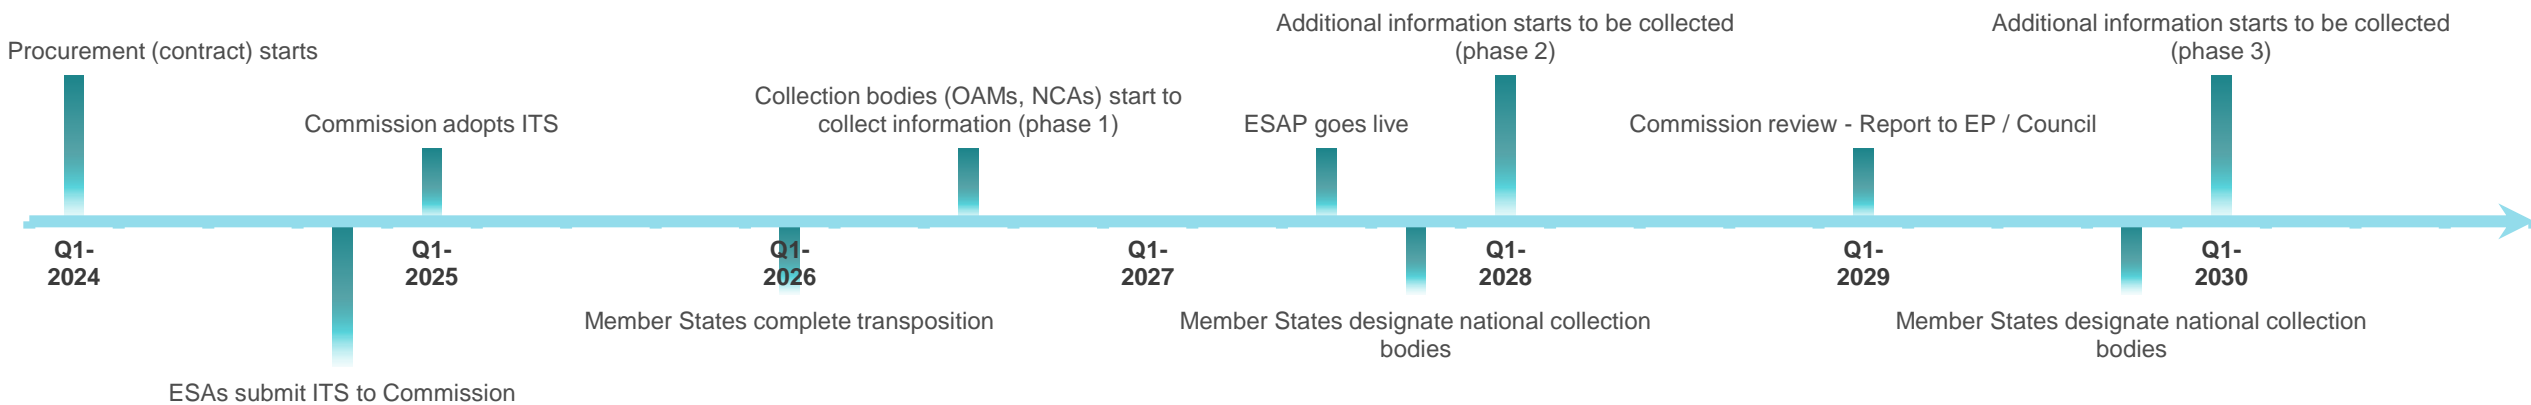 Procurement (contract) starts
Commission adopts ITS
Collection bodies (OAMs, NCAs) start to
collect information (phase 1)
ESAP goes live
Additional information starts to be collected
(phase 2)
Commission review - Report to EP / Council
Additional information starts to be collected
(phase 3)
Q1-
2024
Q1-
2025
Q1-
2026
Q1-
2027
Q1-
2028
Q1-
2029
Q1-
2030
ESAs submit ITS to Commission
Member States complete transposition
Member States designate national collection
bodies
Member States designate national collection
bodies